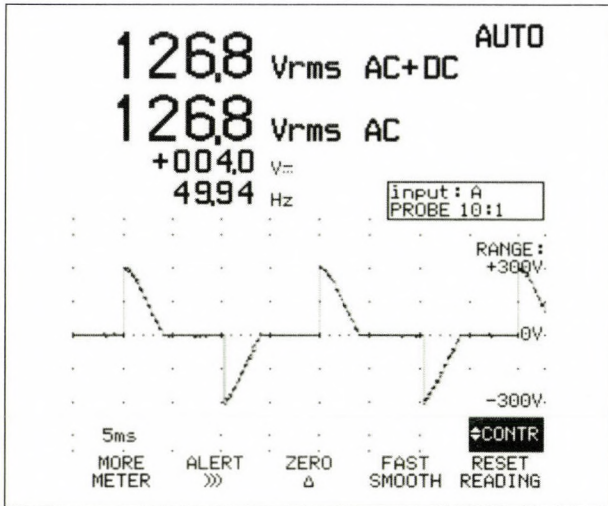 AUTO
126,8 Vrms AC+DC
126,8 Vrms AC
+004,0 V=
49,94 Hz
input: A
PROBE 10:1
RANGE:
+300V
0V
-300V
5ms
CONTR
MORE METER
ALERT
ZERO
Δ
FAST SMOOTH
RESET READING